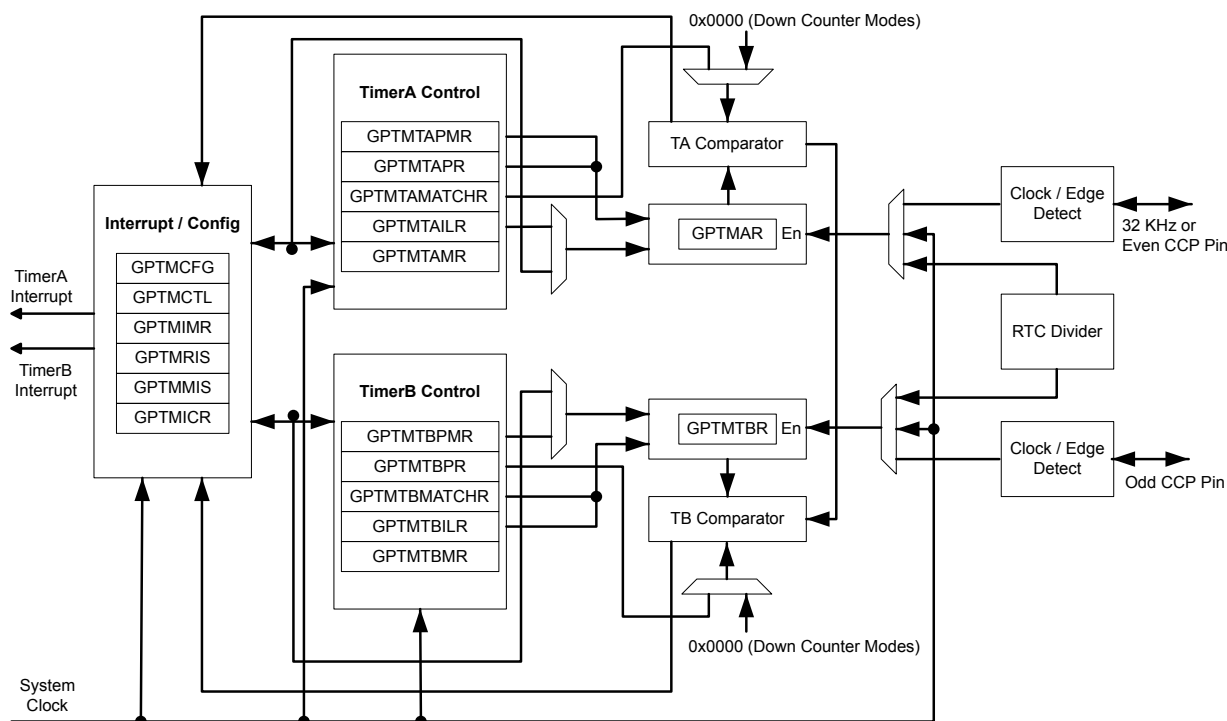 0x0000 (Down Counter Modes)
TimerA Control
GPTMTAPMR
GPTMTAPR
GPTMTAMATCHR
GPTMTAILR
GPTMTAMR
TA Comparator
GPTMAR
En
Clock / Edge
Detect
32 KHz or
Even CCP Pin
Interrupt / Config
GPTMCFG
GPTMCTL
GPTMIMR
GPTMRIS
GPTMMIS
GPTMICR
TimerA
Interrupt
TimerB
Interrupt
RTC Divider
TimerB Control
GPTMTBPMR
GPTMTBPR
GPTMTBMATCHR
GPTMTBILR
GPTMTBMR
GPTMTBR
En
TB Comparator
Clock / Edge
Detect
Odd CCP Pin
0x0000 (Down Counter Modes)
System
Clock